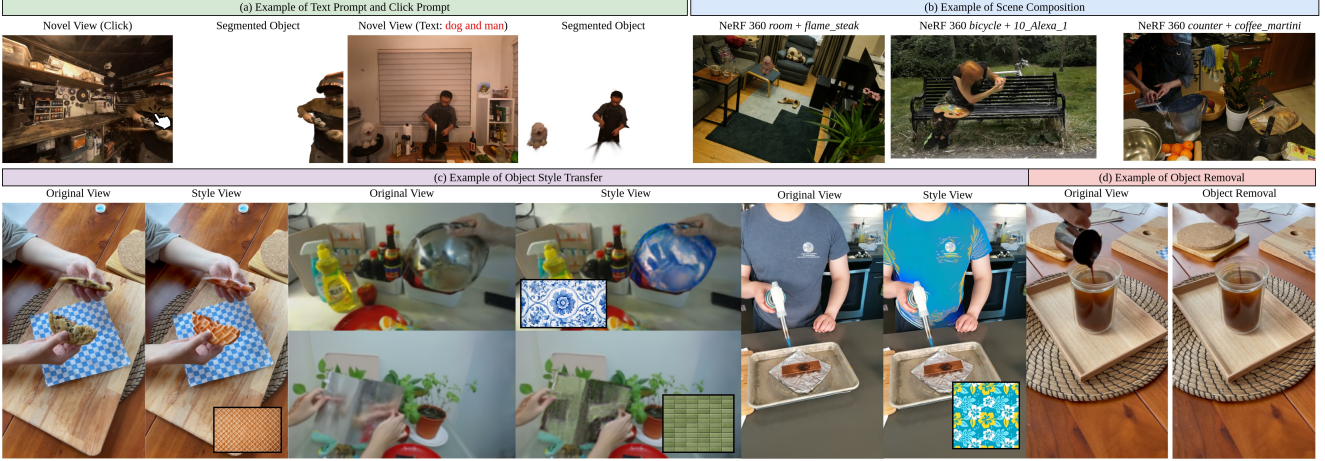 (a) Example of Text Prompt and Click Prompt
(b) Example of Scene Composition
Novel View (Click)
Segmented Object
Novel View (Text: dog and man)
Segmented Object
NeRF 360 room + flame_steak
NeRF 360 bicycle + 10_Alexa_1
NeRF 360 counter + coffee_martini
(c) Example of Object Style Transfer
(d) Example of Object Removal
Original View
Style View
Original View
Style View
Original View
Style View
Original View
Object Removal